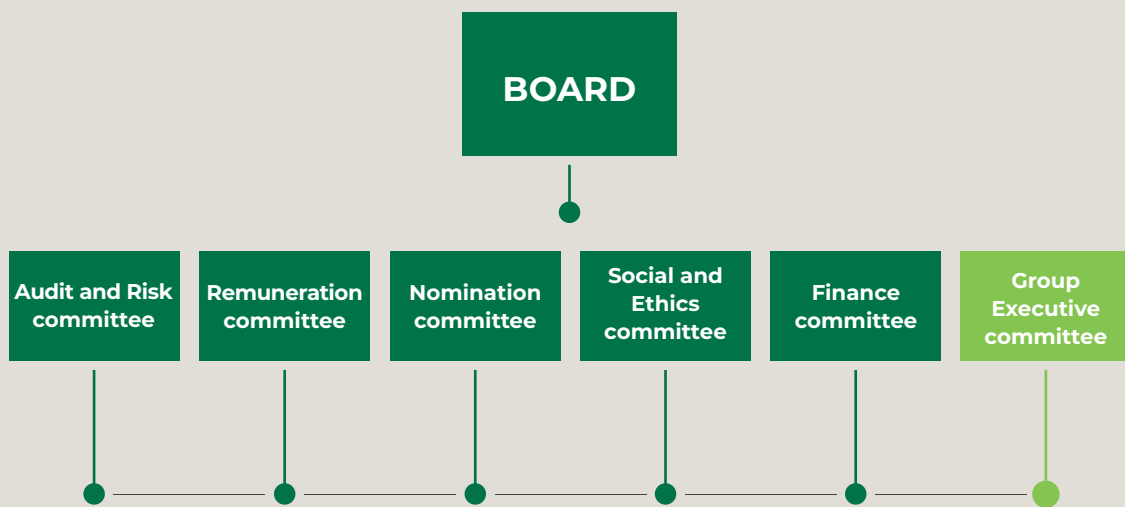 BOARD
Audit and Risk
committee
Remuneration
committee
Nomination
committee
Social and
Ethics
committee
Finance
committee
Group
Executive
committee